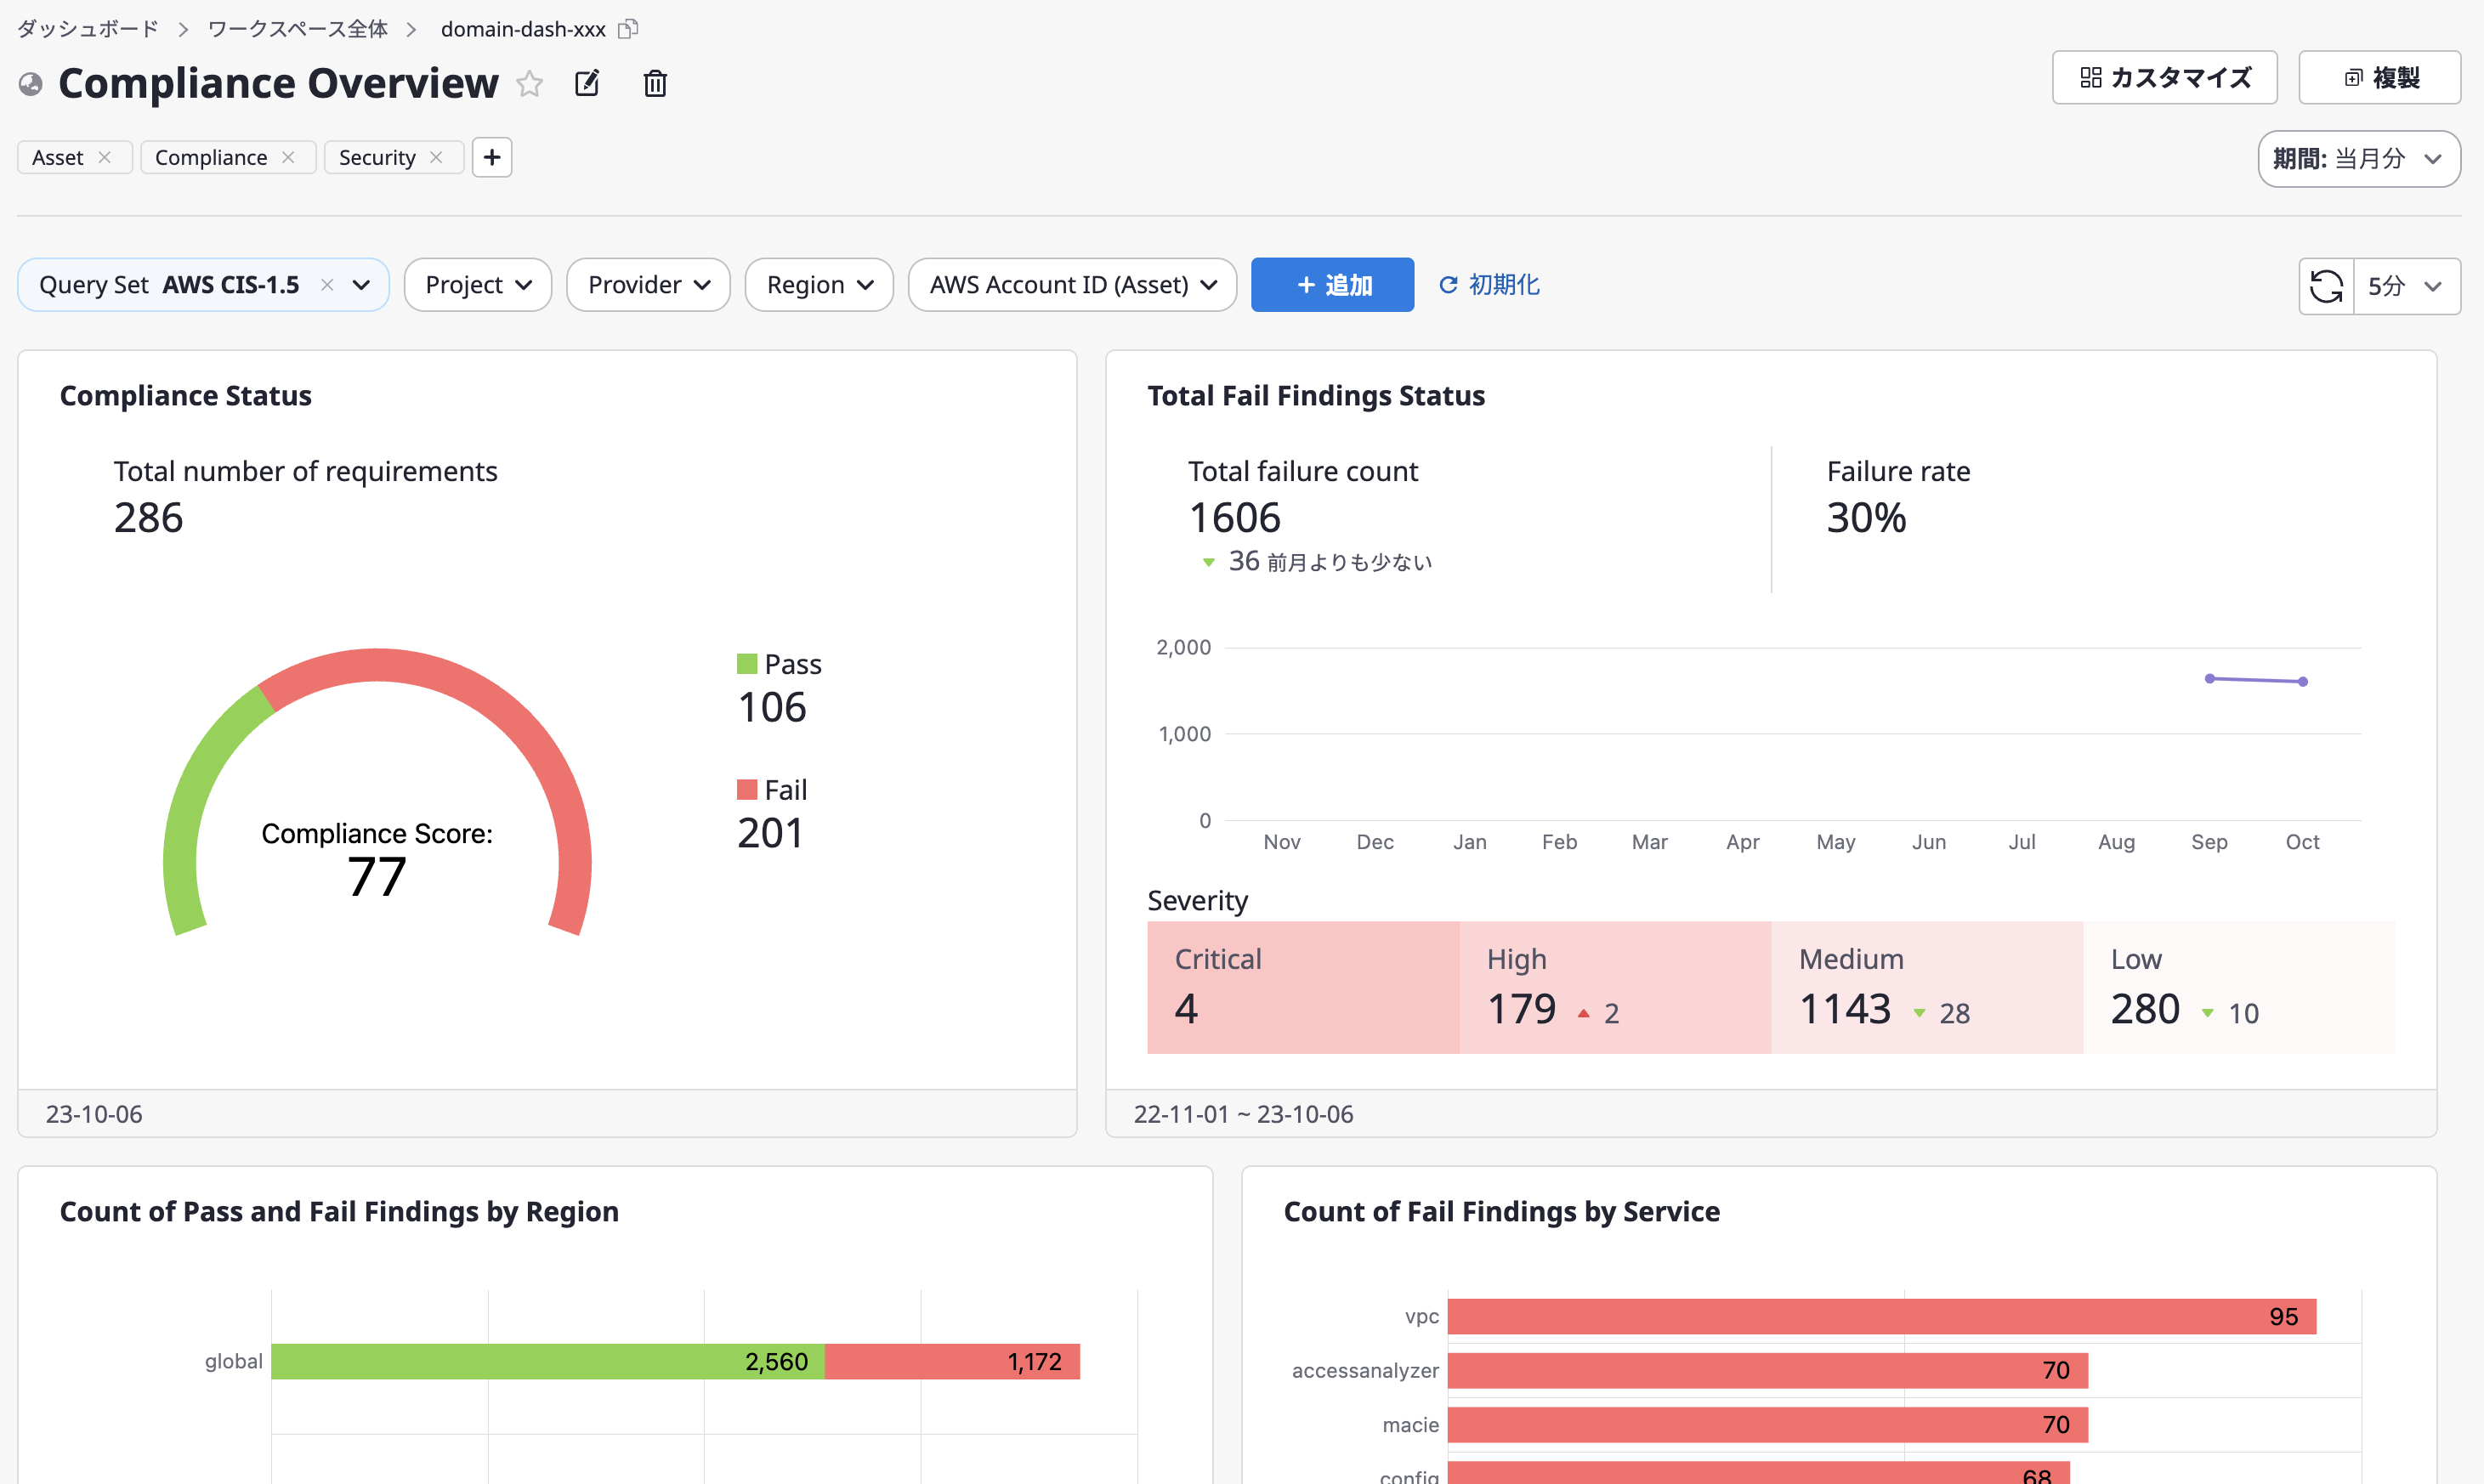 ダッシュボード > ワークスペース全体 > domain-dash-xxx
Compliance Overview
カスタマイズ
複製
Asset
Compliance
Security
期間: 当月分
Query Set AWS CIS-1.5
Project
Provider
Region
AWS Account ID (Asset)
+ 追加
初期化
5分
Compliance Status
Total number of requirements
286
Pass
106
Fail
201
Compliance Score:
77
23-10-06
Total Fail Findings Status
Total failure count
1606
36 前月よりも少ない
Failure rate
30%
2,000
1,000
0
Nov Dec Jan Feb Mar Apr May Jun Jul Aug Sep Oct
Severity
Critical
4
High
179 2
Medium
1143 28
Low
280 10
22-11-01 ~ 23-10-06
Count of Pass and Fail Findings by Region
global 2,560 1,172
Count of Fail Findings by Service
vpc 95
accessanalyzer 70
macie 70
config 68